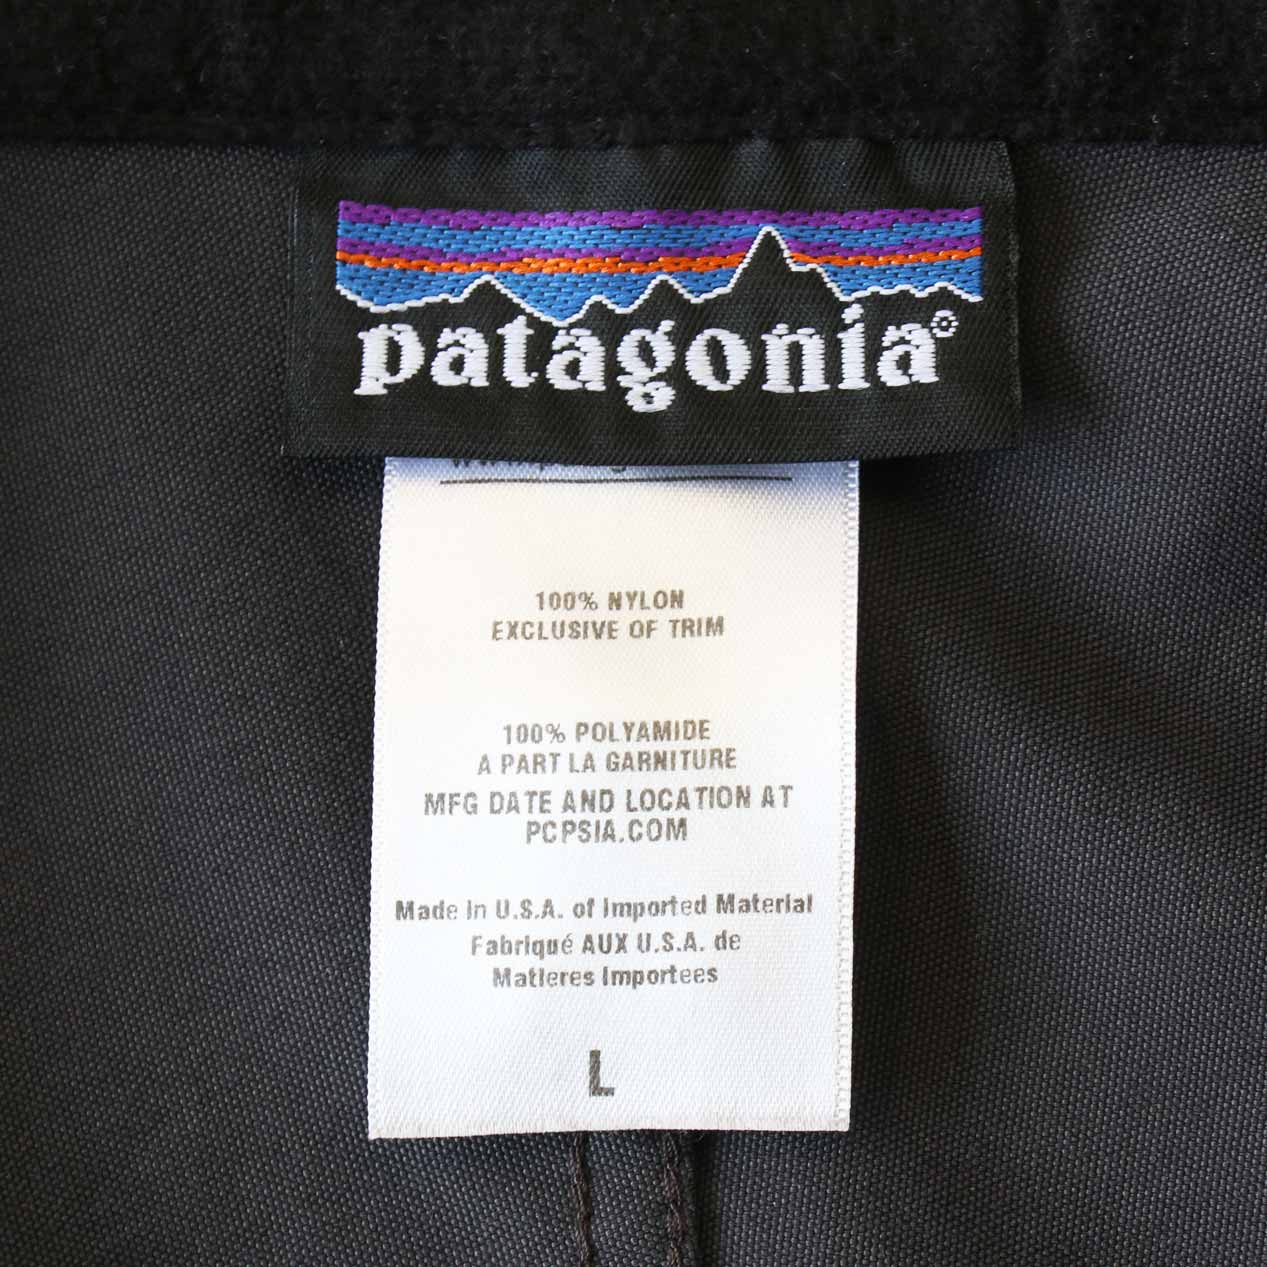 patagonia®
100% NYLON
EXCLUSIVE OF TRIM
100% POLYAMIDE
A PART LA GARNITURE
MFG DATE AND LOCATION AT
PCPSIA.COM
Made in U.S.A. of Imported Material
Fabriqué AUX U.S.A. de
Matieres Importees
L